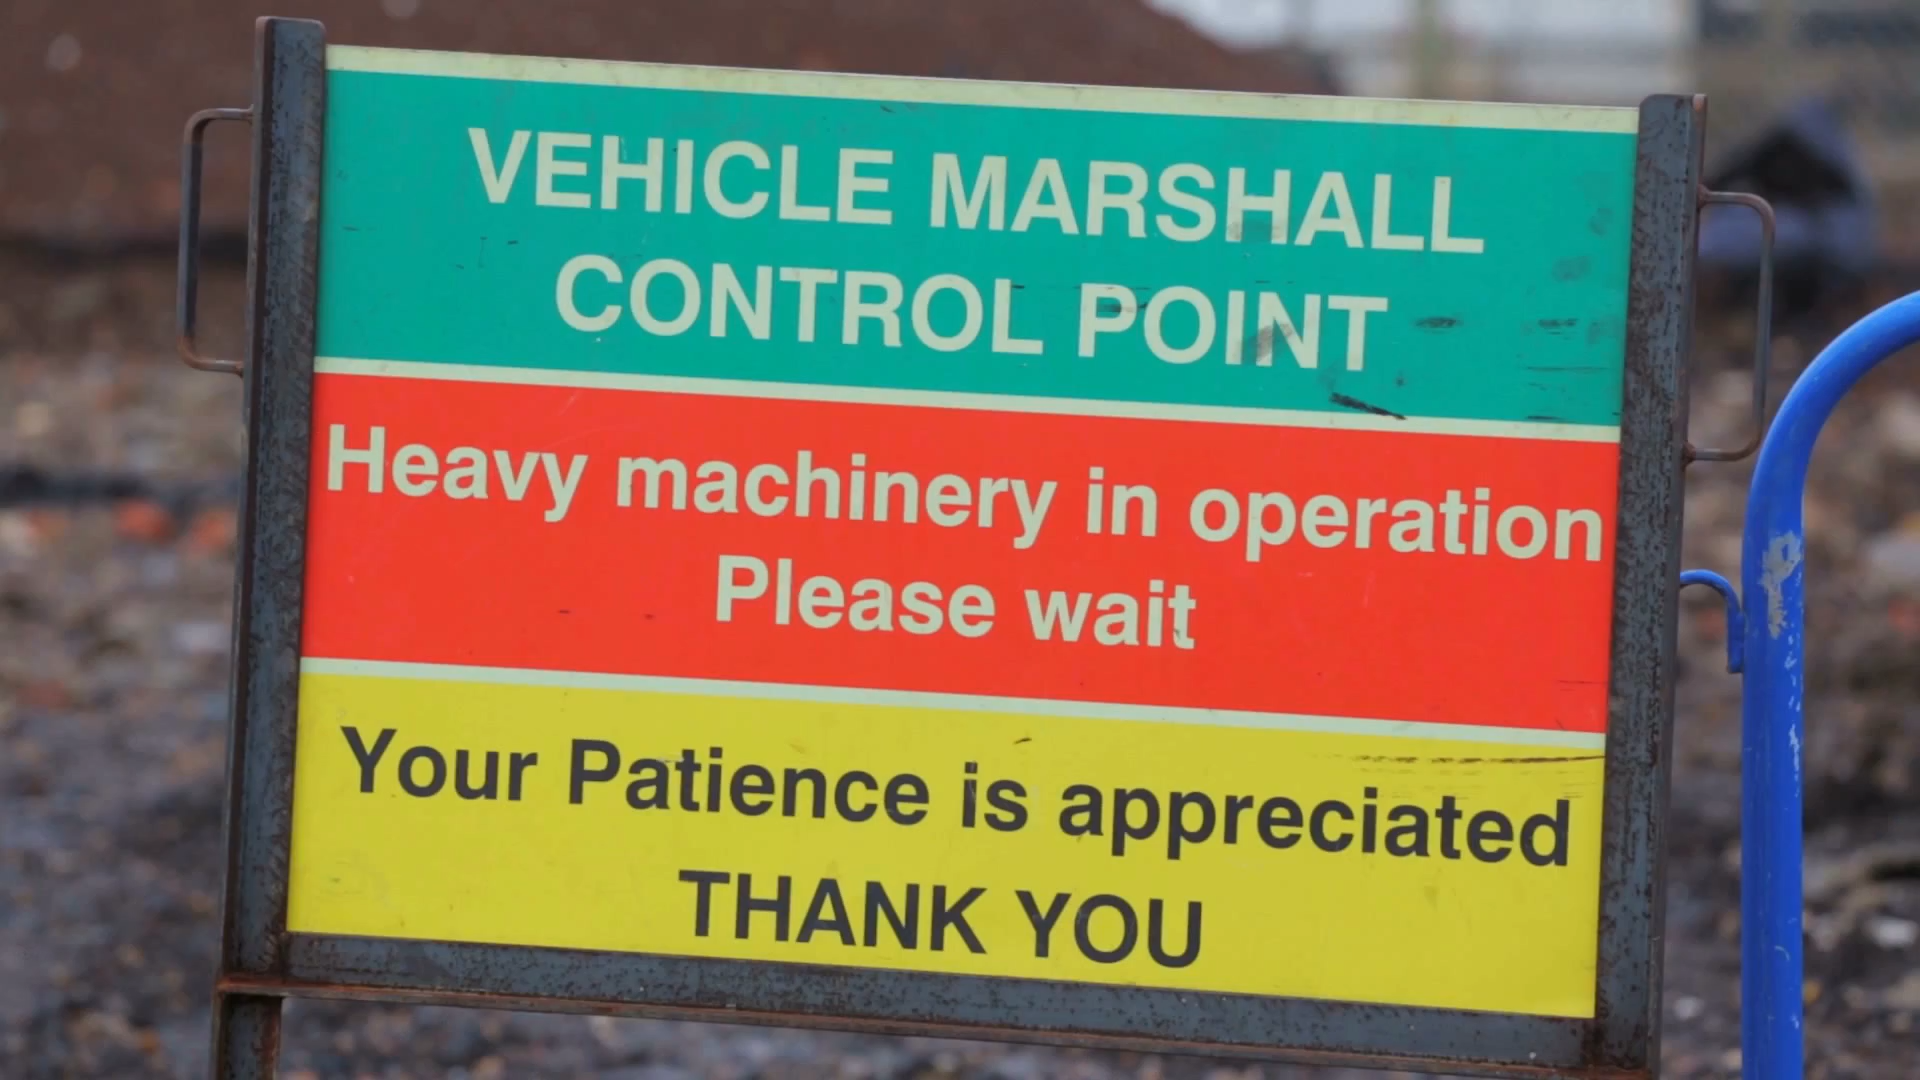 VEHICLE MARSHALL
CONTROL POINT
Heavy machinery in operation
Please wait
Your Patience is appreciated
THANK YOU